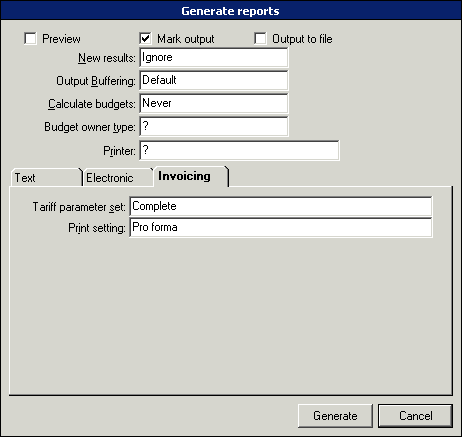 Generate reports
Preview Mark output Output to file
New results: Ignore
Output Buffering: Default
Calculate budgets: Never
Budget owner type: ?
Printer: ?
Text Electronic Invoicing
Tariff parameter set: Complete
Print setting: Pro forma
Generate Cancel